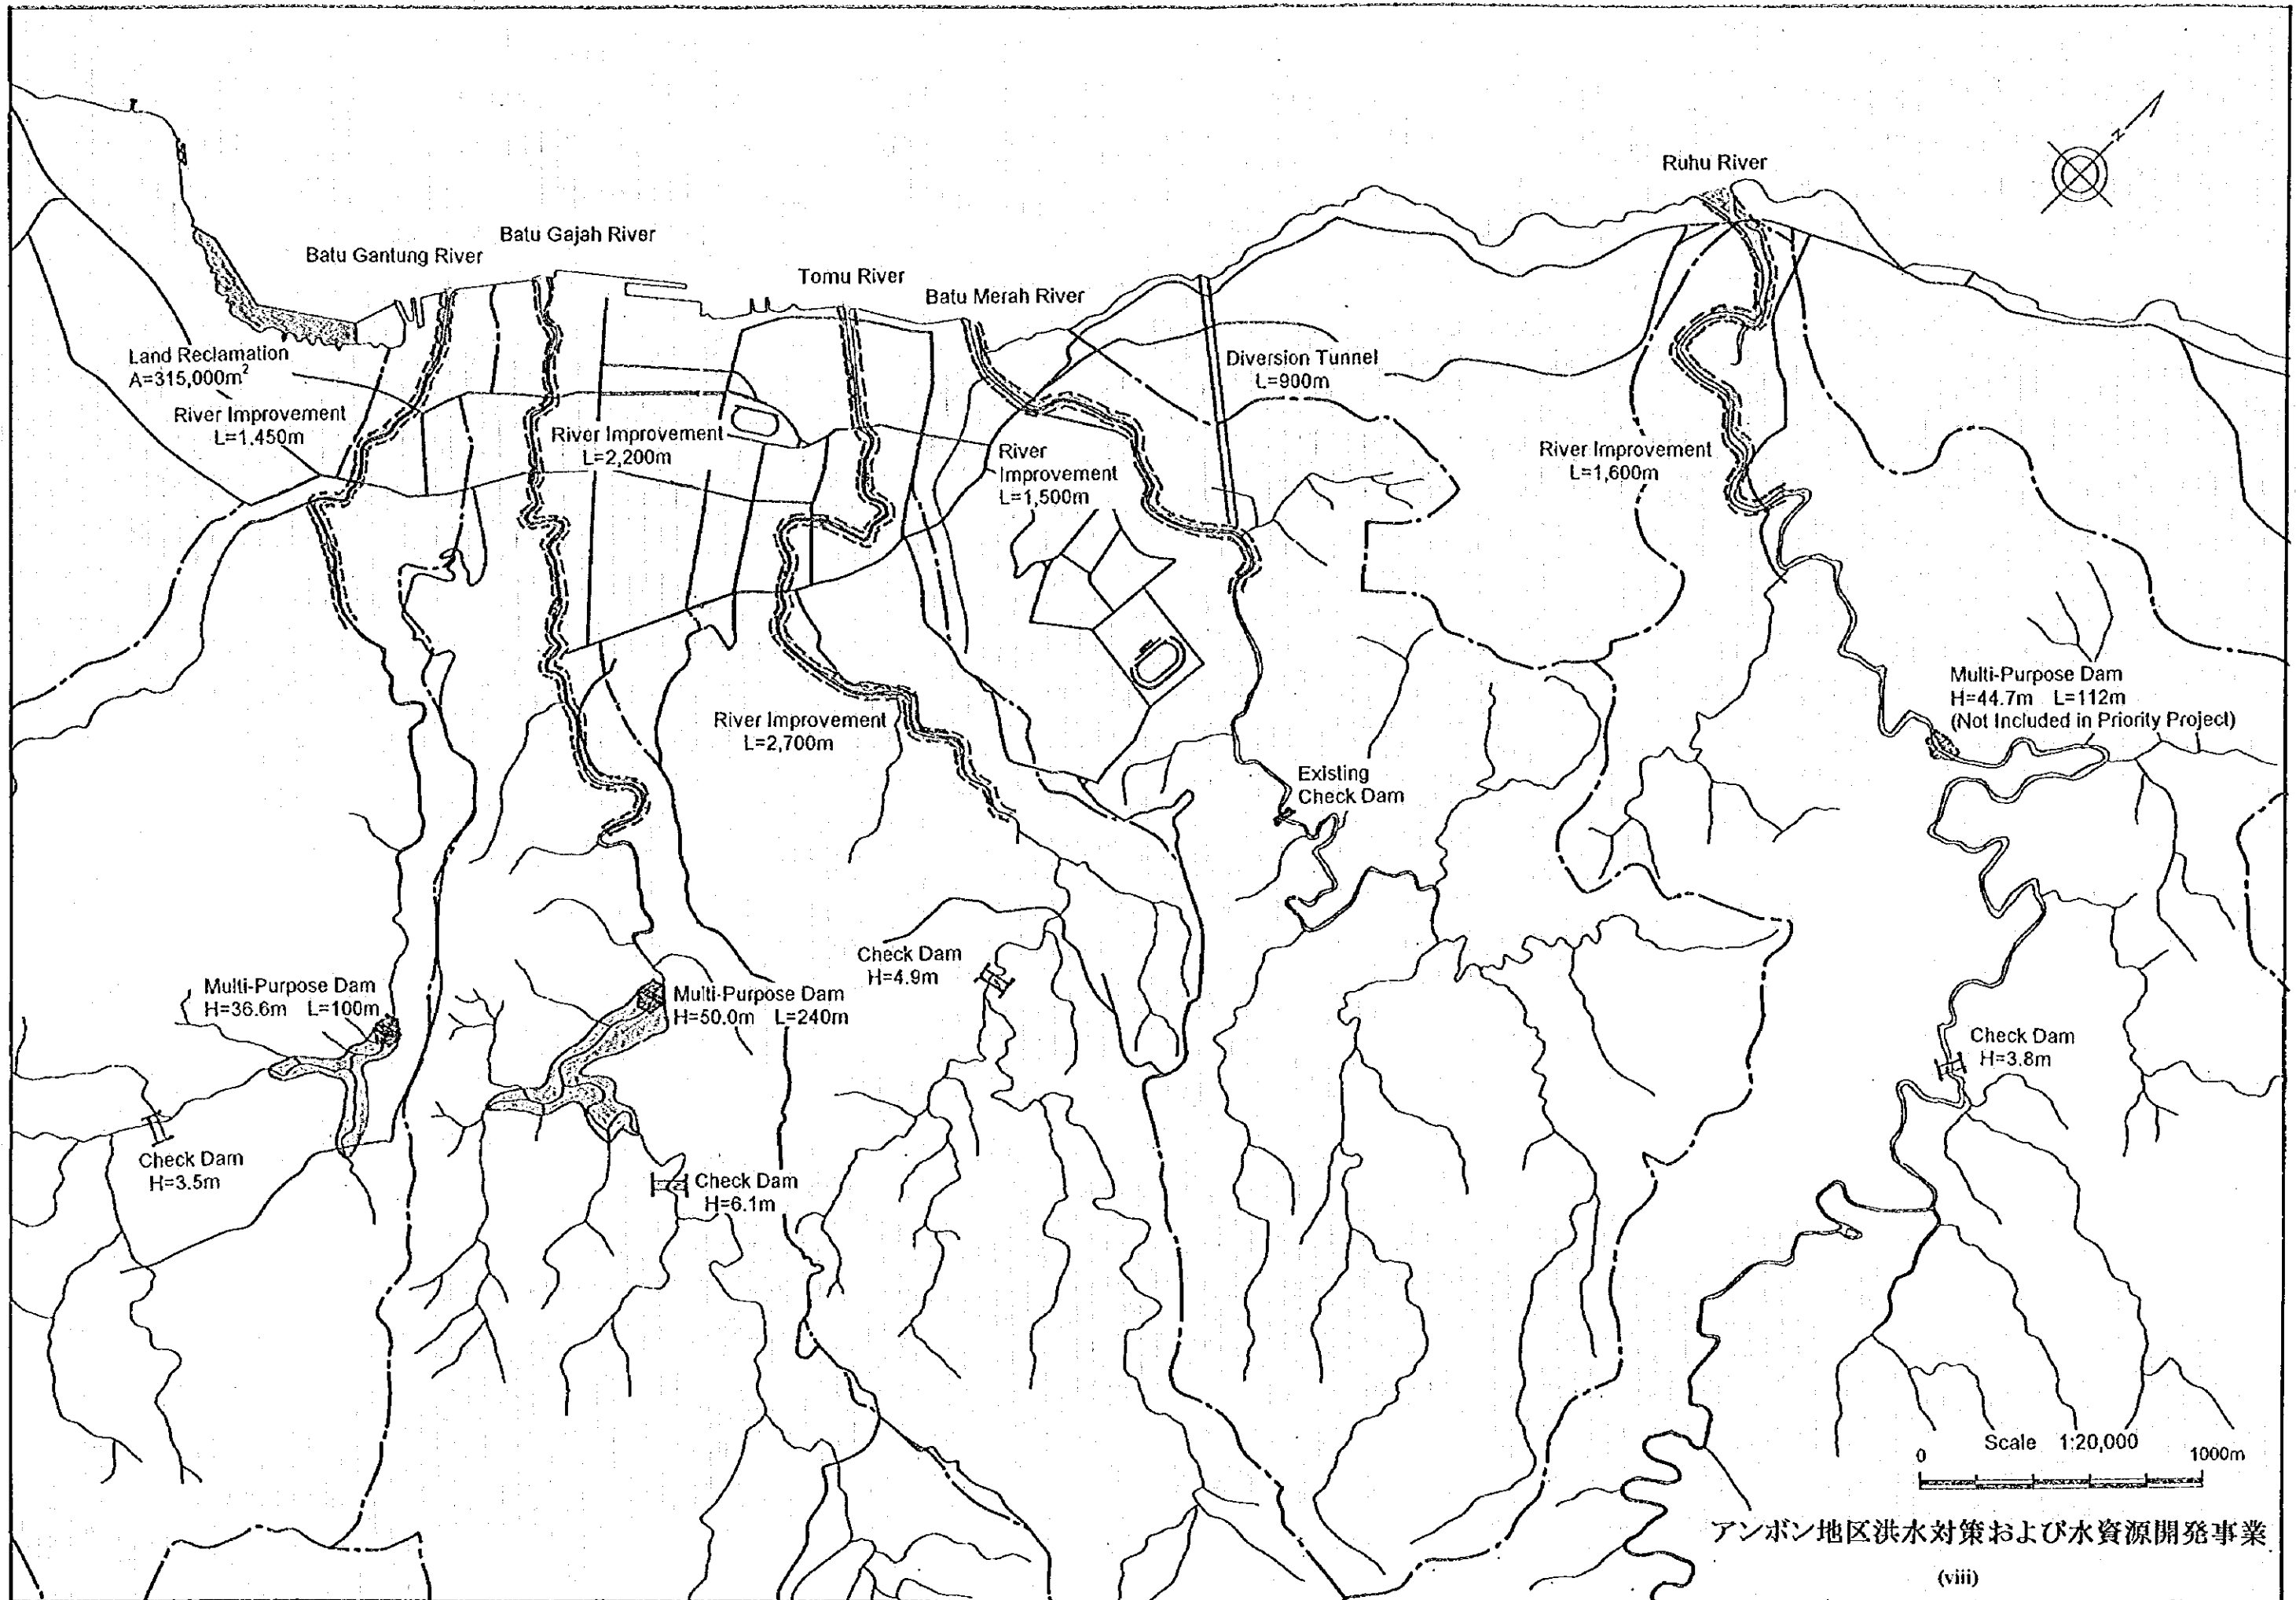 Ruhu River
N
Batu Gantung River
Batu Gajah River
Tomu River
Batu Merah River
Land Reclamation
A=315,000m²
River Improvement
L=1,450m
River Improvement
L=2,200m
River
Improvement
L=1,500m
Diversion Tunnel
L=900m
River Improvement
L=1,600m
River Improvement
L=2,700m
Multi-Purpose Dam
H=44.7m L=112m
(Not Included in Priority Project)
Existing
Check Dam
Check Dam
H=4.9m
Multi-Purpose Dam
H=36.6m L=100m
Multi-Purpose Dam
H=50.0m L=240m
Check Dam
H=3.8m
Check Dam
H=3.5m
Check Dam
H=6.1m
Scale 1:20,000
0 1000m
アンボン地区洪水対策および水資源開発事業
(viii)